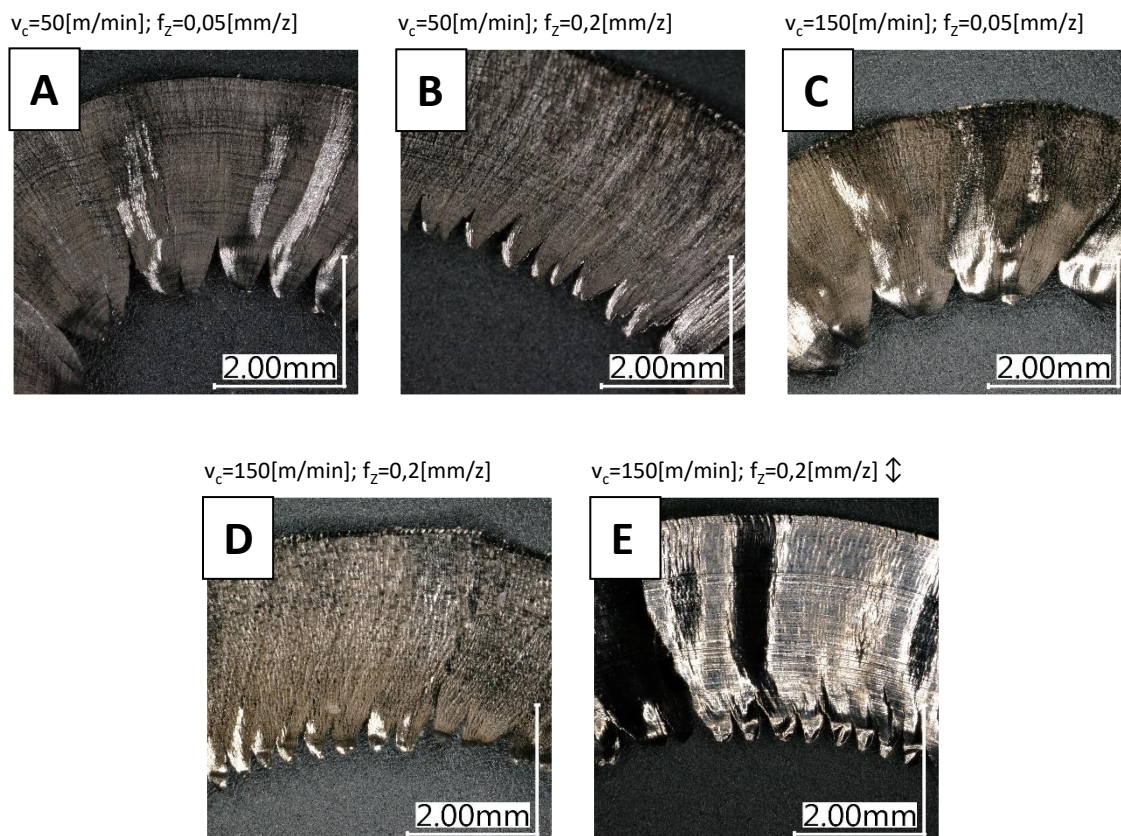 v_c=50[m/min]; f_Z=0,05[mm/z]
A
2.00mm
v_c=50[m/min]; f_Z=0,2[mm/z]
B
2.00mm
v_c=150[m/min]; f_Z=0,05[mm/z]
C
2.00mm
v_c=150[m/min]; f_Z=0,2[mm/z]
D
2.00mm
v_c=150[m/min]; f_Z=0,2[mm/z] ↕
E
2.00mm